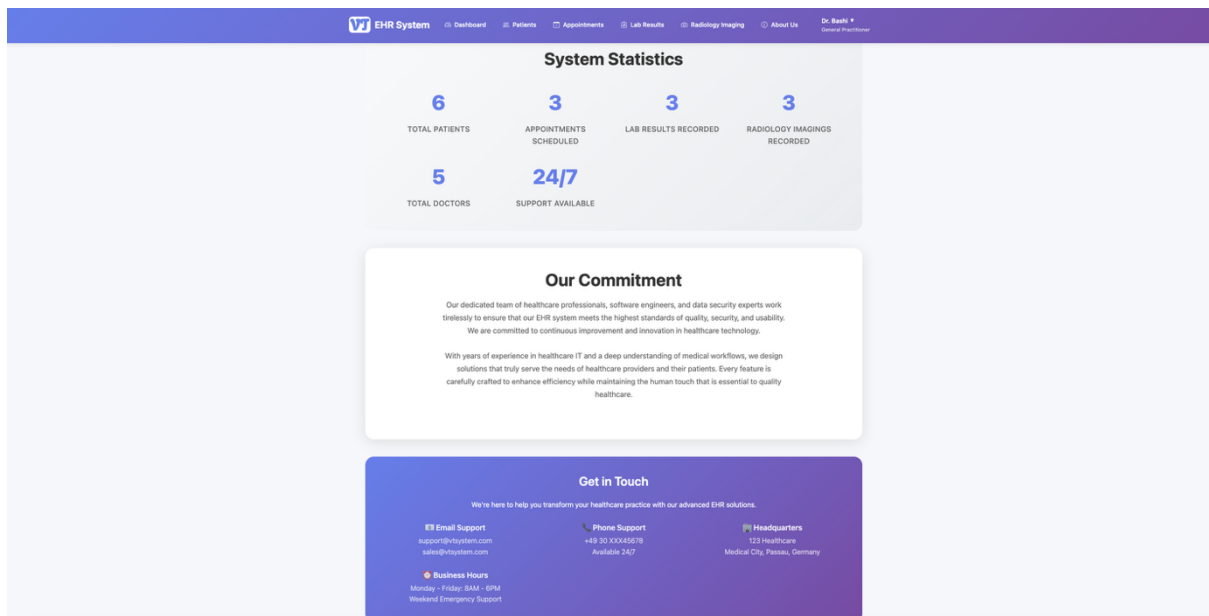 VT EHR System
Dashboard
Patients
Appointments
Lab Results
Radiology Imaging
About Us
Dr. Bashi ▼
General Practitioner
System Statistics
6
TOTAL PATIENTS
3
APPOINTMENTS
SCHEDULED
3
LAB RESULTS RECORDED
3
RADIOLOGY IMAGINGS
RECORDED
5
TOTAL DOCTORS
24/7
SUPPORT AVAILABLE
Our Commitment
Our dedicated team of healthcare professionals, software engineers, and data security experts work
tirelessly to ensure that our EHR system meets the highest standards of quality, security, and usability.
We are committed to continuous improvement and innovation in healthcare technology.
With years of experience in healthcare IT and a deep understanding of medical workflows, we design
solutions that truly serve the needs of healthcare providers and their patients. Every feature is
carefully crafted to enhance efficiency while maintaining the human touch that is essential to quality
healthcare.
Get in Touch
We're here to help you transform your healthcare practice with our advanced EHR solutions.
Email Support
support@vtsystem.com
sales@vtsystem.com
Phone Support
+49 30 XXX45678
Available 24/7
Headquarters
123 Healthcare
Medical City, Passau, Germany
Business Hours
Monday - Friday: 8AM - 6PM
Weekend Emergency Support